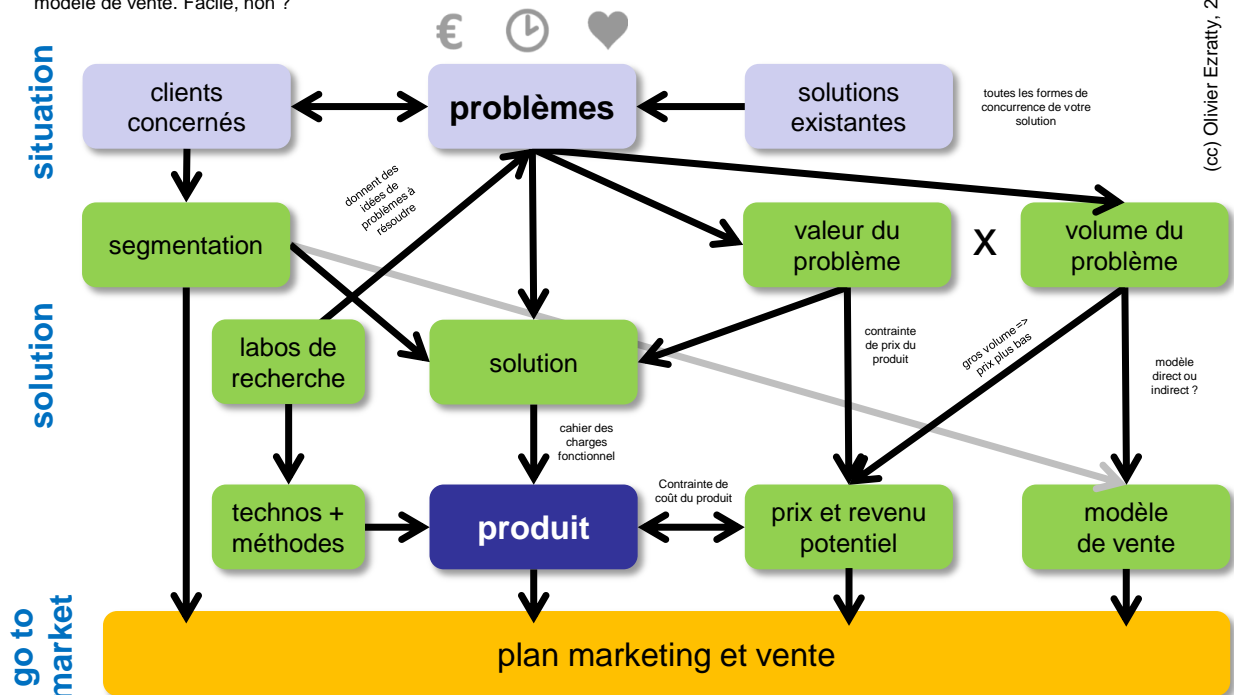 modèle de vente. Facile, non ?
€
(cc) Olivier Ezratty, 2
situation
clients
concernés
problèmes
solutions
existantes
toutes les formes de
concurrence de votre
solution
donnent des
idées de
problèmes à
résoudre
segmentation
valeur du
problème
X
volume du
problème
solution
labos de
recherche
solution
contrainte
de prix du
produit
gros volume =>
prix plus bas
modèle
direct ou
indirect ?
cahier des
charges
fonctionnel
technos +
méthodes
produit
Contrainte de
coût du produit
prix et revenu
potentiel
modèle
de vente
go to
market
plan marketing et vente